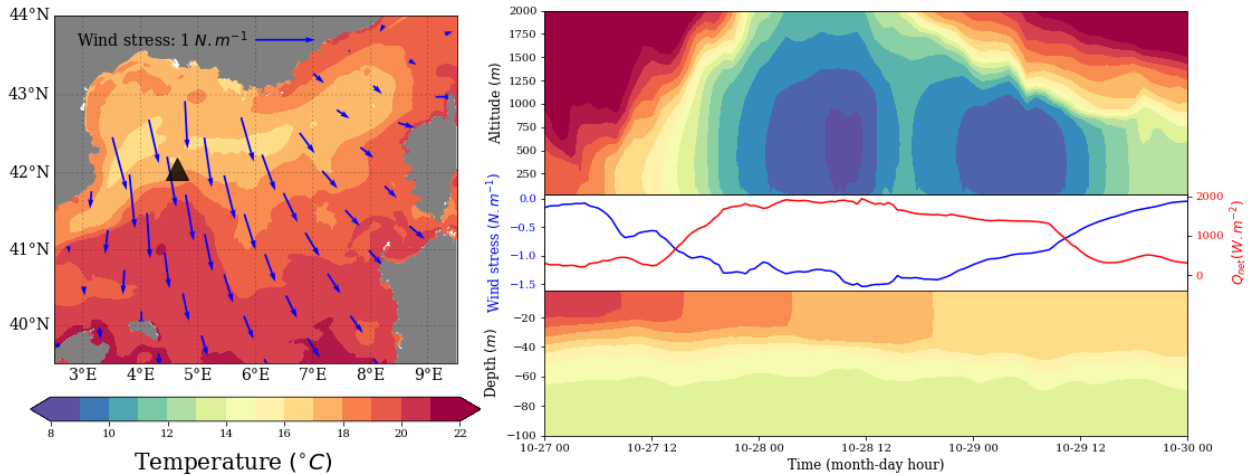 44°N
43°N
42°N
41°N
40°N
Wind stress: 1 N.m⁻¹
3°E 4°E 5°E 6°E 7°E 8°E 9°E
8 10 12 14 16 18 20 22
Temperature (°C)
Altitude (m)
2000
1750
1500
1250
1000
750
500
250
Wind stress (N.m⁻¹)
0.0
−0.5
−1.0
−1.5
2000
1000
0
Qnet(W.m⁻²)
Depth (m)
−20
−40
−60
−80
−100
10-27 00 10-27 12 10-28 00 10-28 12 10-29 00 10-29 12 10-30 00
Time (month-day hour)